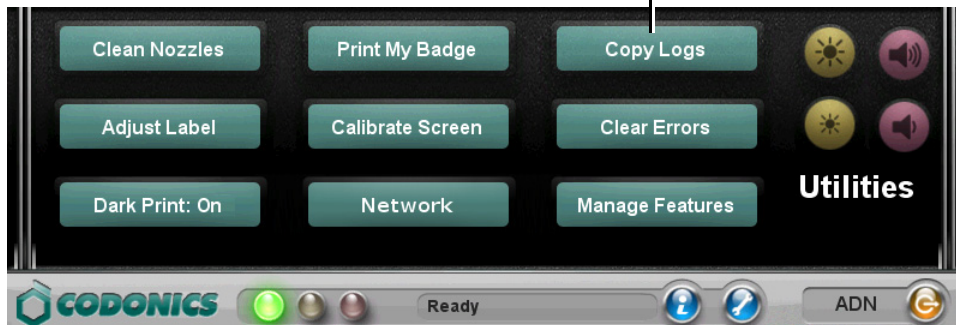 Clean Nozzles Print My Badge Copy Logs
Adjust Label Calibrate Screen Clear Errors
Utilities
Dark Print: On Network Manage Features
CODONICS Ready ADN